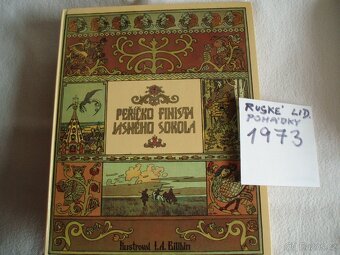 PEŘÍČKO FINISTA
JASNÉHO SOKOLA
Ilustroval I. A. Bilibin
RUSKÉ LID.
POHÁDKY
1973